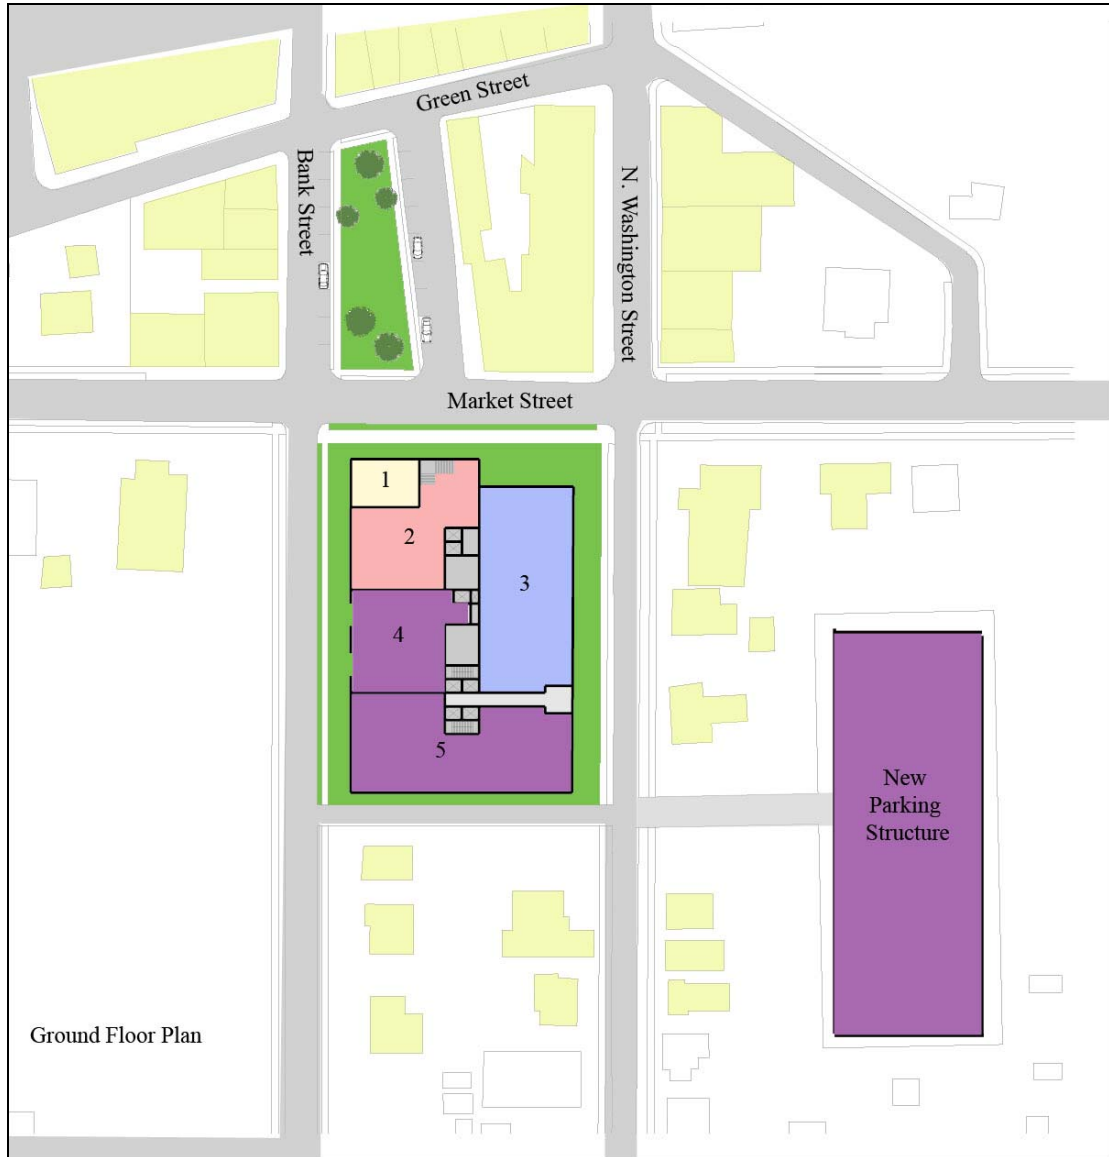 Green Street
Bank Street
N. Washington Street
Market Street
1
2
3
4
5
New
Parking
Structure
Ground Floor Plan